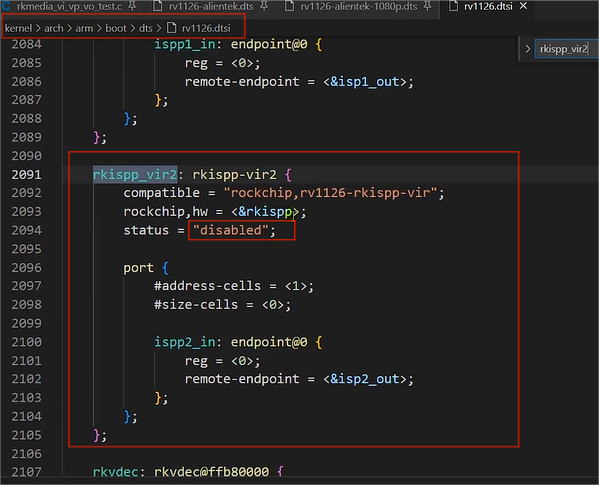 rkmedia_vi_vp_vo_test.c
rv1126-alientek.dts
rv1126-alientek-1080p.dts
rv1126.dtsi
kernel > arch > arm > boot > dts > rv1126.dtsi
rkispp_vir2
2084 ispp1_in: endpoint@0 {
2085 reg = <0>;
2086 remote-endpoint = <&isp1_out>;
2087 };
2088 };
2089 };
2090
2091 rkispp_vir2: rkispp-vir2 {
2092 compatible = "rockchip,rv1126-rkispp-vir";
2093 rockchip,hw = <&rkispp>;
2094 status = "disabled";
2095
2096 port {
2097 #address-cells = <1>;
2098 #size-cells = <0>;
2099
2100 ispp2_in: endpoint@0 {
2101 reg = <0>;
2102 remote-endpoint = <&isp2_out>;
2103 };
2104 };
2105 };
2106
2107 rkvdec: rkvdec@ffb80000 {